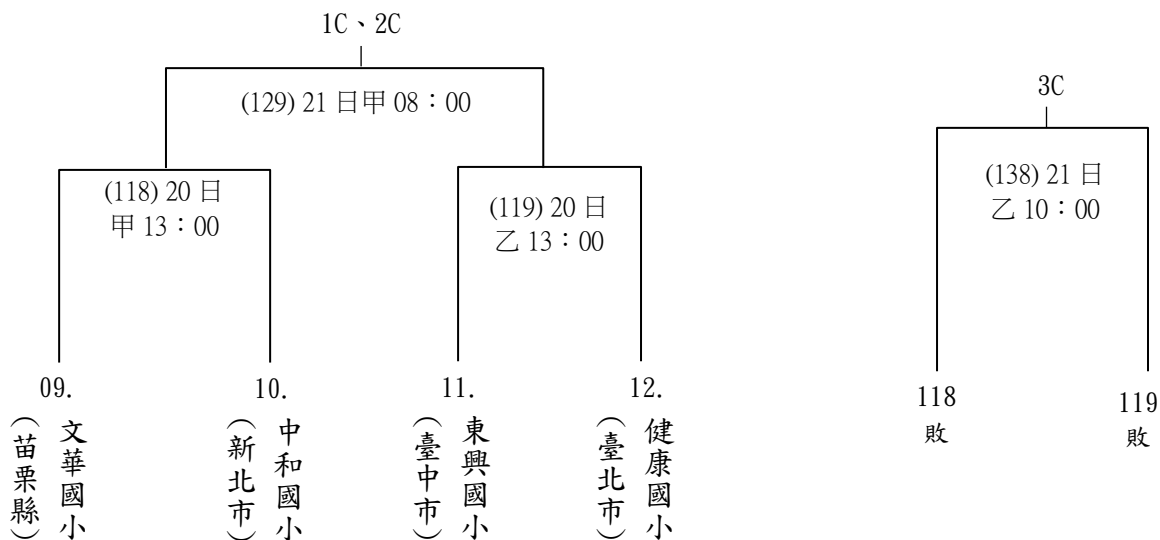 1C、2C
(129) 21 日甲 08：00
(118) 20 日
甲 13：00
(119) 20 日
乙 13：00
09.
文華國小
（苗栗縣）
10.
中和國小
（新北市）
11.
東興國小
（臺中市）
12.
健康國小
（臺北市）
3C
(138) 21 日
乙 10：00
118
敗
119
敗